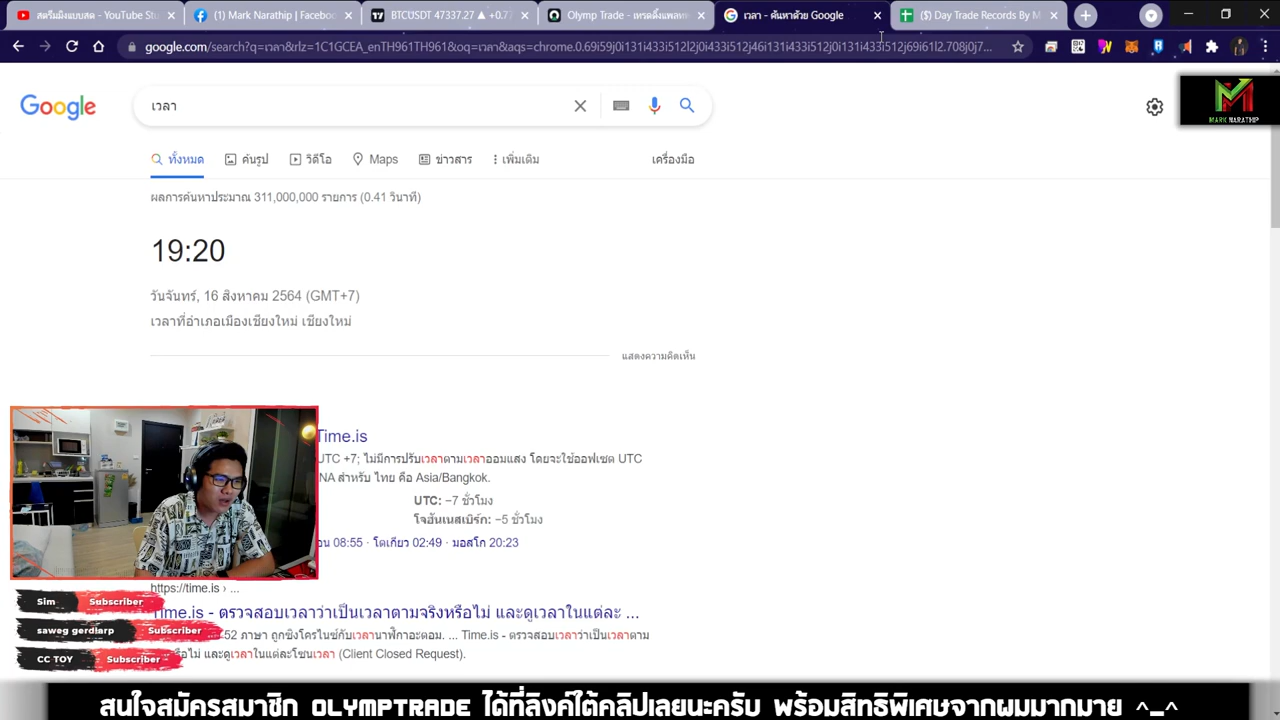 สตรีมมิงแบบสด - YouTube Stu
(1) Mark Narathip | Facebook
BTCUSDT 47337.27 ▲ +0.77
Olymp Trade - เทรดดิ้งแพลท
เวลา - ค้นหาด้วย Google
($) Day Trade Records By M
google.com/search?q=เวลา&rlz=1C1GCEA_enTH961TH961&oq=เวลา&aqs=chrome.0.69i59j0i131i433i512l2j0i433i512j46i131i433i512j0i131i433i512j69i61l2.708j0j7...
Google
เวลา
MARK NARATHIP
ทั้งหมด
ค้นรูป
วิดีโอ
Maps
ข่าวสาร
เพิ่มเติม
เครื่องมือ
ผลการค้นหาประมาณ 311,000,000 รายการ (0.41 วินาที)
19:20
วันจันทร์, 16 สิงหาคม 2564 (GMT+7)
เวลาที่อำเภอเมืองเชียงใหม่ เชียงใหม่
แสดงความคิดเห็น
Time.is
UTC +7; ไม่มีการปรับเวลาตามเวลาออมแสง โดยจะใช้ออฟเซต UTC
NA สำหรับ ไทย คือ Asia/Bangkok.
UTC: −7 ชั่วโมง
โจฮันเนสเบิร์ก: −5 ชั่วโมง
08:55 · โตเกียว 02:49 · มอสโก 20:23
https://time.is › ...
Time.is - ตรวจสอบเวลาว่าเป็นเวลาตามจริงหรือไม่ และดูเวลาในแต่ละ ...
52 ภาษา ถูกซิงโครไนซ์กับเวลานาฬิกาอะตอม. ... Time.is - ตรวจสอบเวลาว่าเป็นเวลาตาม
และดูเวลาในแต่ละโซนเวลา (Client Closed Request).
Sim Subscriber
saweg gerdlarp Subscriber
CC TOY Subscriber
สนใจสมัครสมาชิก OLYMPTRADE ได้ที่ลิงค์ใต้คลิปเลยนะครับ พร้อมสิทธิพิเศษจากผมมากมาย ^_^